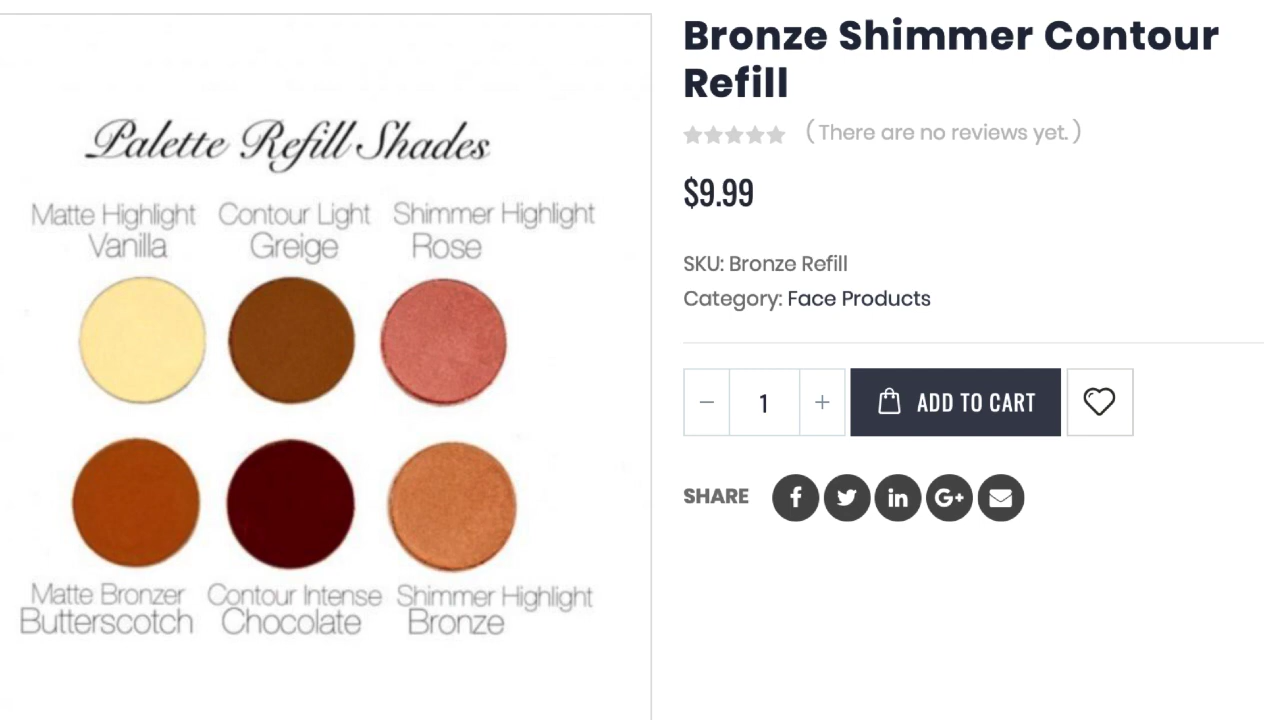 Palette Refill Shades
Matte Highlight Contour Light Shimmer Highlight
Vanilla Greige Rose
Matte Bronzer Contour Intense Shimmer Highlight
Butterscotch Chocolate Bronze
Bronze Shimmer Contour
Refill
( There are no reviews yet. )
$9.99
SKU: Bronze Refill
Category: Face Products
− 1 + ADD TO CART
SHARE f in G+